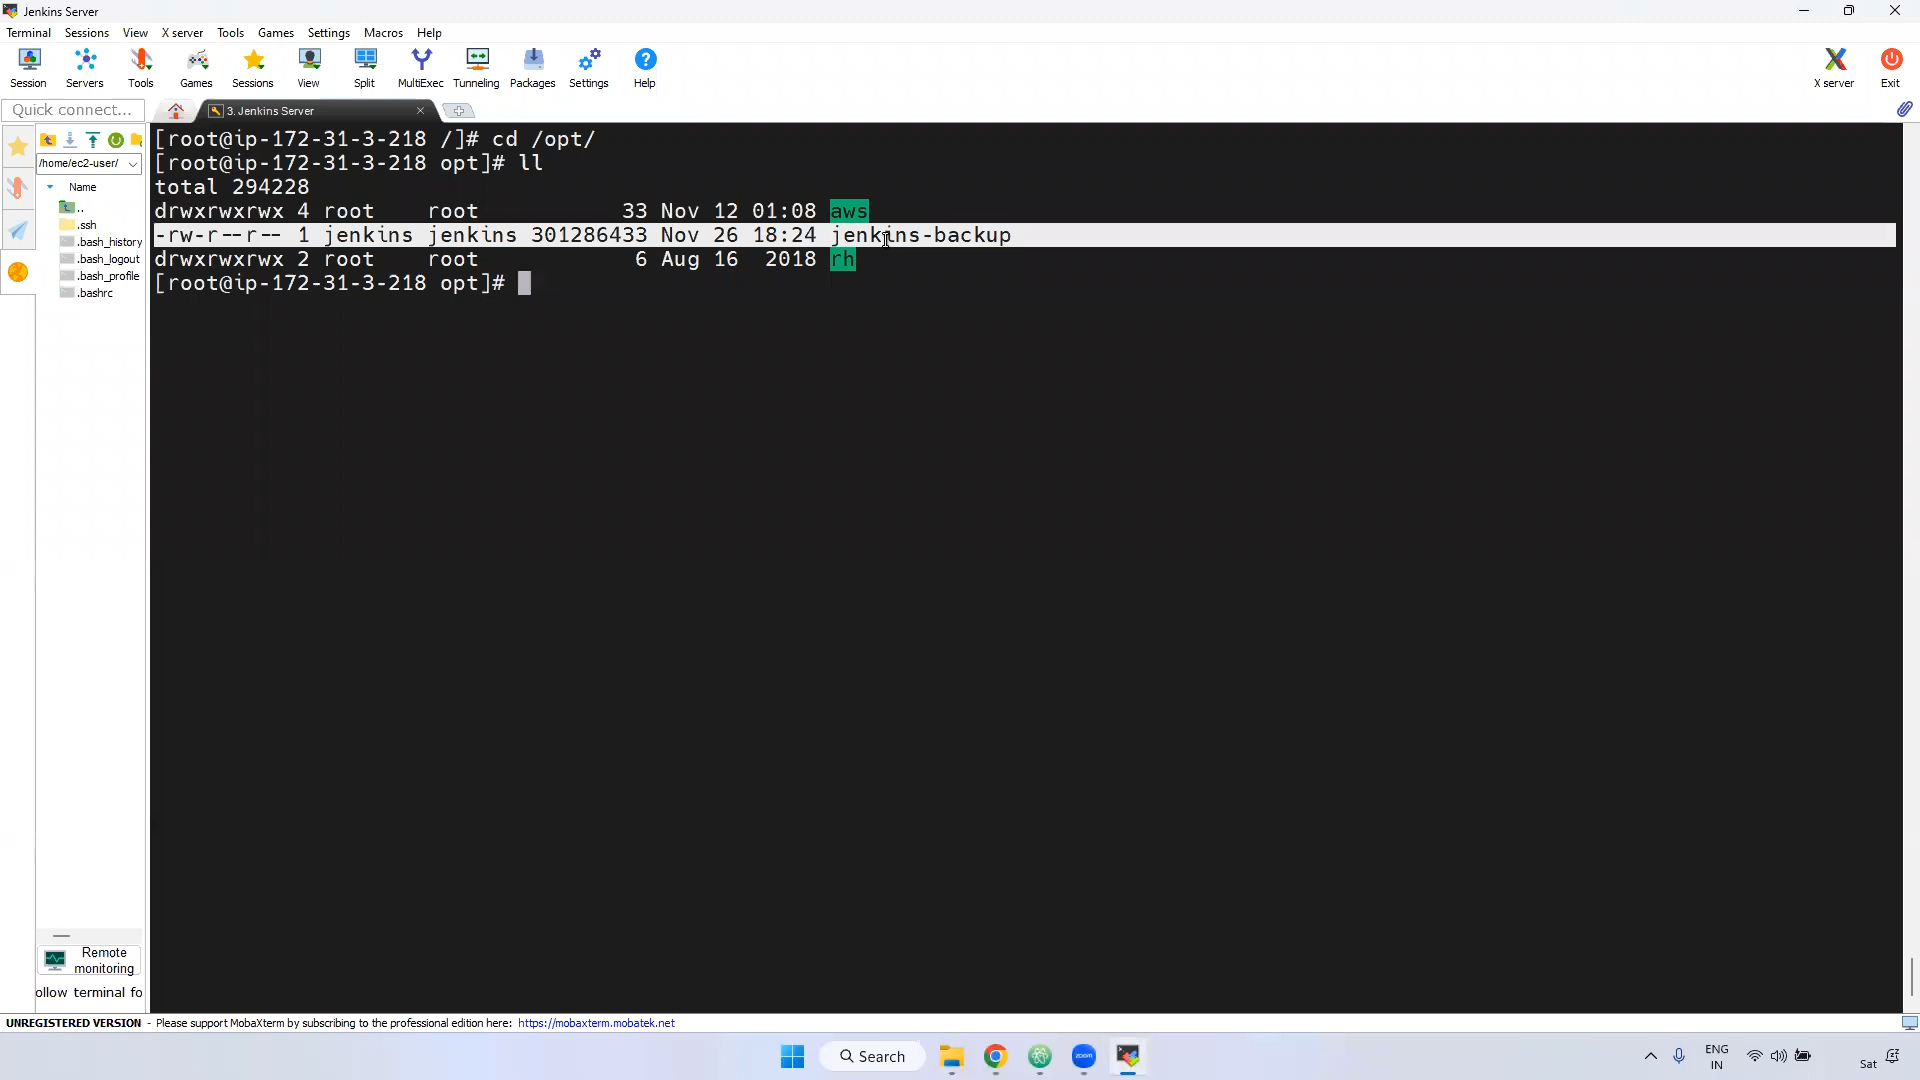 Jenkins Server
Terminal Sessions View X server Tools Games Settings Macros Help
Session Servers Tools Games Sessions View Split MultiExec Tunneling Packages Settings Help X server Exit
Quick connect... 3. Jenkins Server
/home/ec2-user/
Name
..
.ssh
.bash_history
.bash_logout
.bash_profile
.bashrc
[root@ip-172-31-3-218 /]# cd /opt/
[root@ip-172-31-3-218 opt]# ll
total 294228
drwxrwxrwx 4 root    root           33 Nov 12 01:08 aws
-rw-r--r-- 1 jenkins jenkins 301286433 Nov 26 18:24 jenkins-backup
drwxrwxrwx 2 root    root            6 Aug 16  2018 rh
[root@ip-172-31-3-218 opt]#
Remote
monitoring
ollow terminal fo
UNREGISTERED VERSION - Please support MobaXterm by subscribing to the professional edition here: https://mobaxterm.mobatek.net
Search
zoom
ENG
IN
Sat